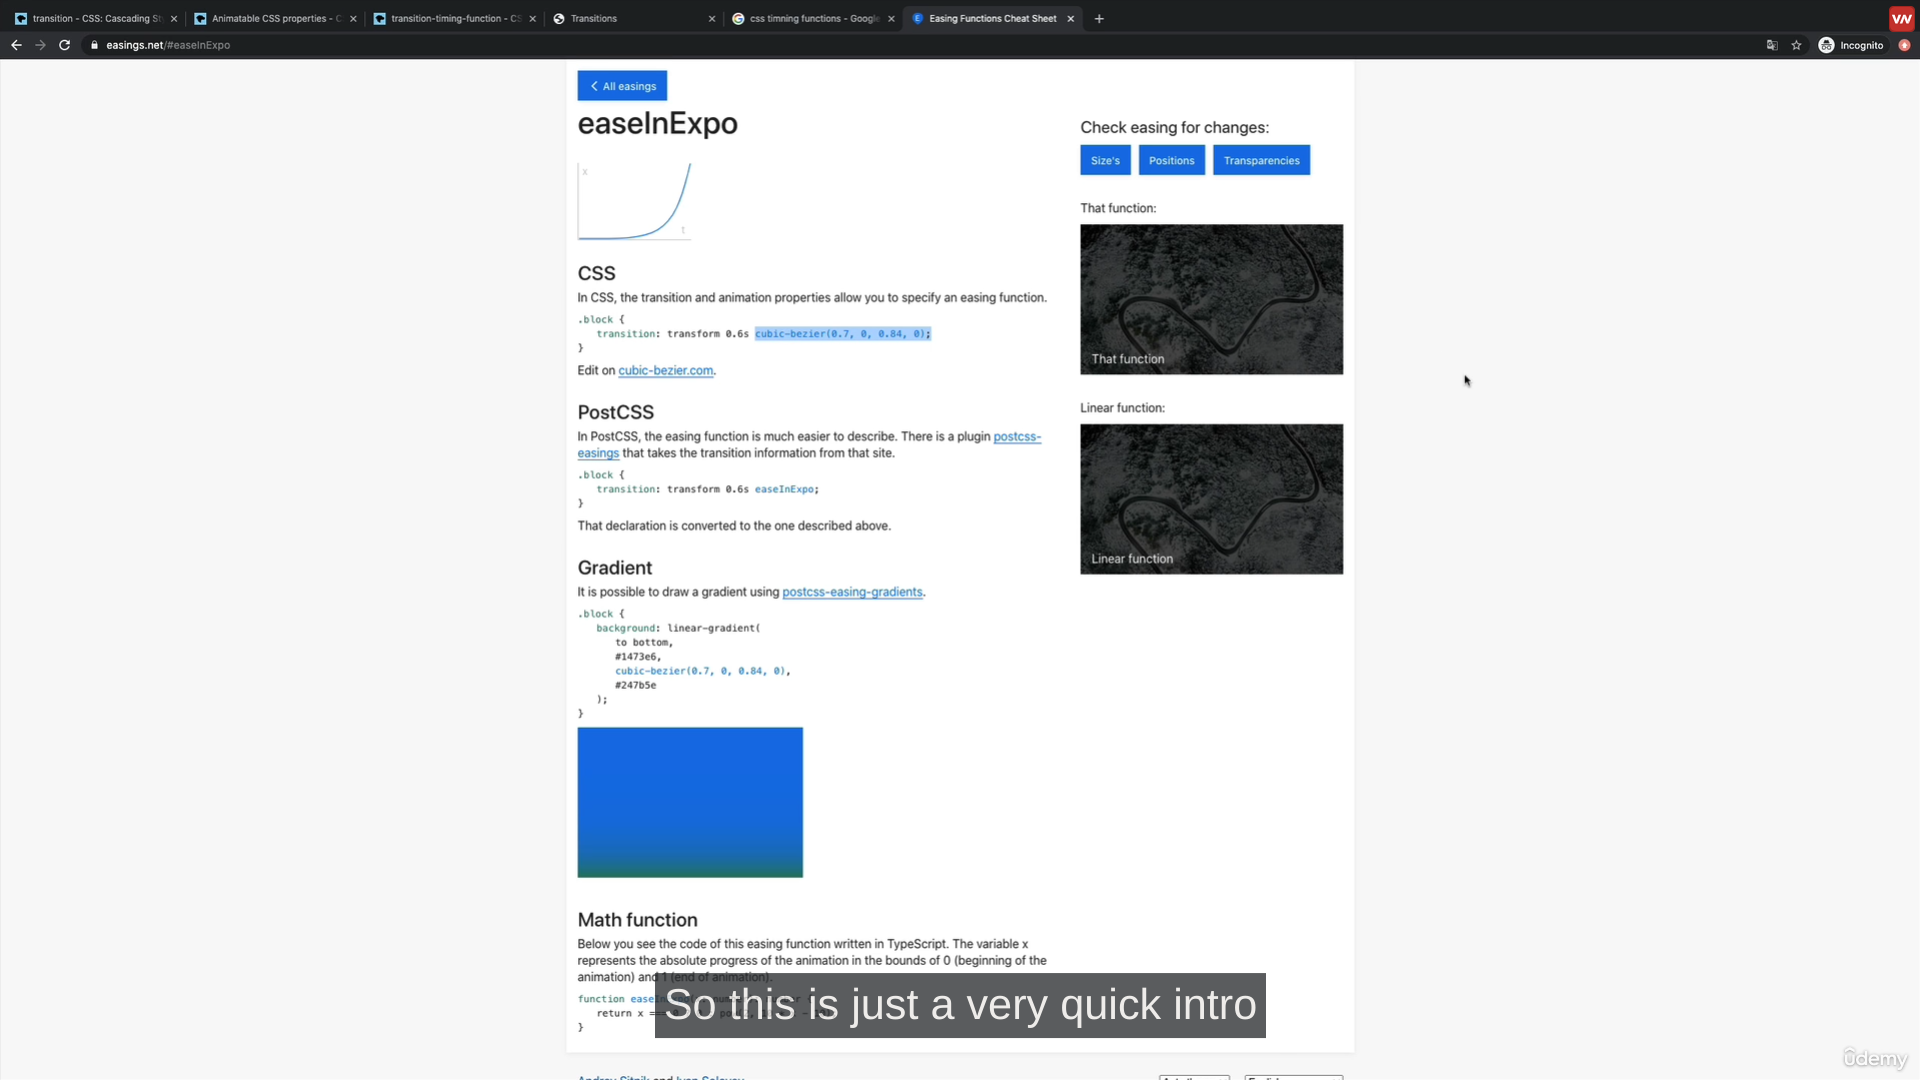 transition - CSS: Cascading St
Animatable CSS properties - C
transition-timing-function - CS
Transitions
css timning functions - Google
Easing Functions Cheat Sheet
VW
easings.net/#easeInExpo
Incognito
All easings
easeInExpo
x
t
CSS
In CSS, the transition and animation properties allow you to specify an easing function.
.block {
transition: transform 0.6s cubic-bezier(0.7, 0, 0.84, 0);
}
Edit on cubic-bezier.com.
PostCSS
In PostCSS, the easing function is much easier to describe. There is a plugin postcss-
easings that takes the transition information from that site.
.block {
transition: transform 0.6s easeInExpo;
}
That declaration is converted to the one described above.
Gradient
It is possible to draw a gradient using postcss-easing-gradients.
.block {
background: linear-gradient(
to bottom,
#1473e6,
cubic-bezier(0.7, 0, 0.84, 0),
#247b5e
);
}
Math function
Below you see the code of this easing function written in TypeScript. The variable x
represents the absolute progress of the animation in the bounds of 0 (beginning of the
animation) and 1 (end of animation).
function
return x
}
Check easing for changes:
Size's
Positions
Transparencies
That function:
That function
Linear function:
Linear function
So this is just a very quick intro
ûdemy